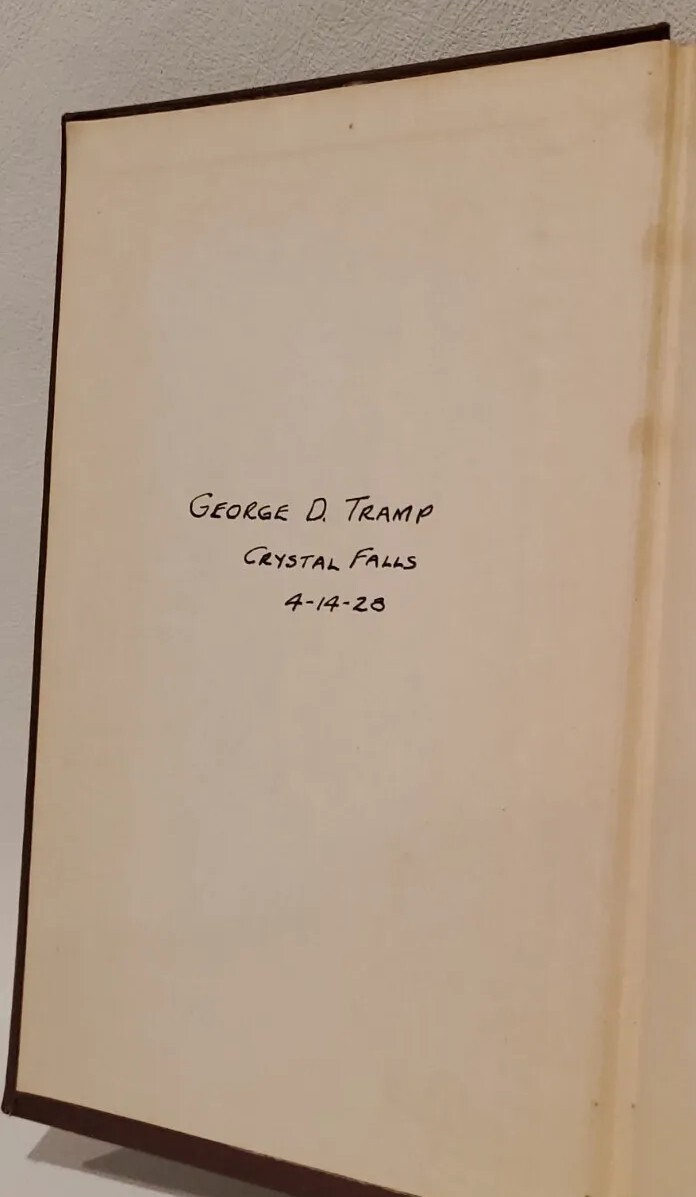 GEORGE D. TRAMP
CRYSTAL FALLS
4-14-28